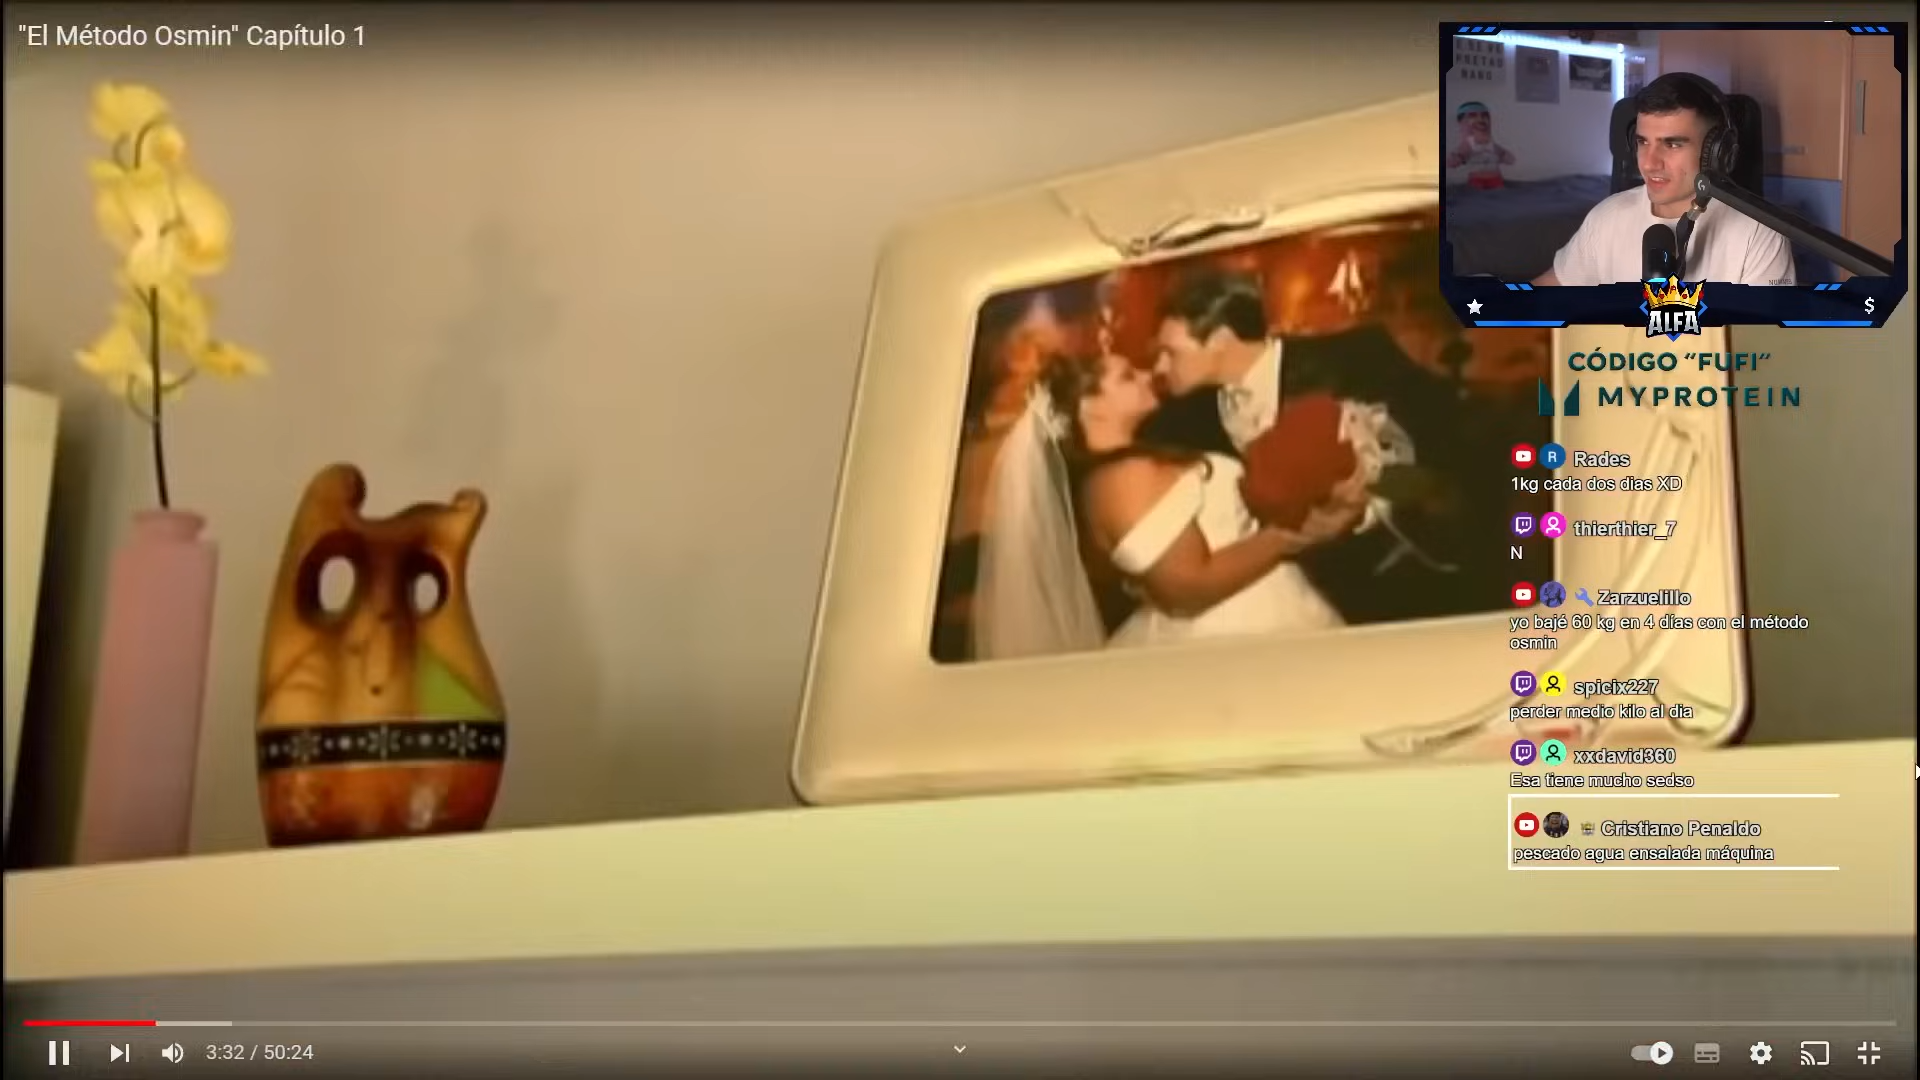 "El Método Osmin" Capítulo 1
ALFA
$
CÓDIGO “FUFI”
MYPROTEIN
R Rades
1kg cada dos dias XD
thierthier_7
N
Zarzuelillo
yo bajé 60 kg en 4 días con el método
osmin
spicix227
perder medio kilo al dia
xxdavid360
Esa tiene mucho sedso
Cristiano Penaldo
pescado agua ensalada máquina
3:32 / 50:24